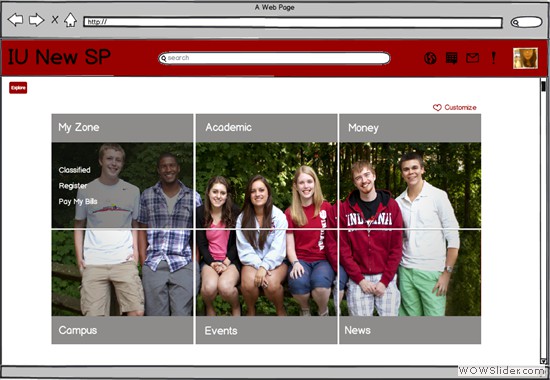 A Web Page
http://
IU New SP
search
Explore
Customize
My Zone
Academic
Money
Classified
Register
Pay My Bills
INDIANA
Campus
Events
News
WOWSlider.com